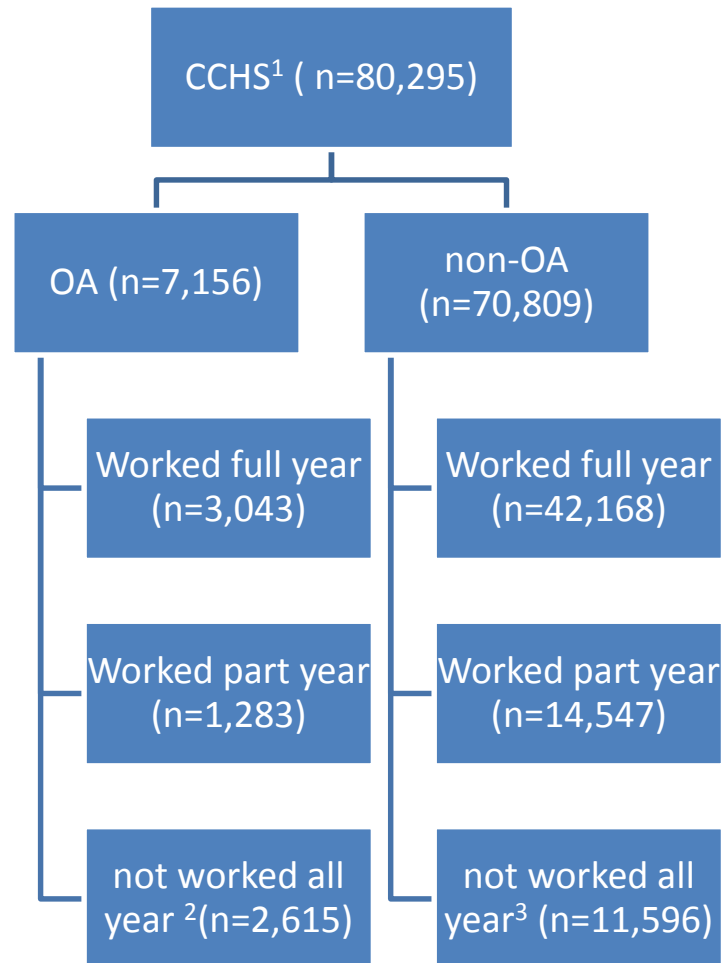 CCHS¹ ( n=80,295)
OA (n=7,156)
non-OA
(n=70,809)
Worked full year
(n=3,043)
Worked full year
(n=42,168)
Worked part year
(n=1,283)
Worked part year
(n=14,547)
not worked all
year ²(n=2,615)
not worked all
year³ (n=11,596)